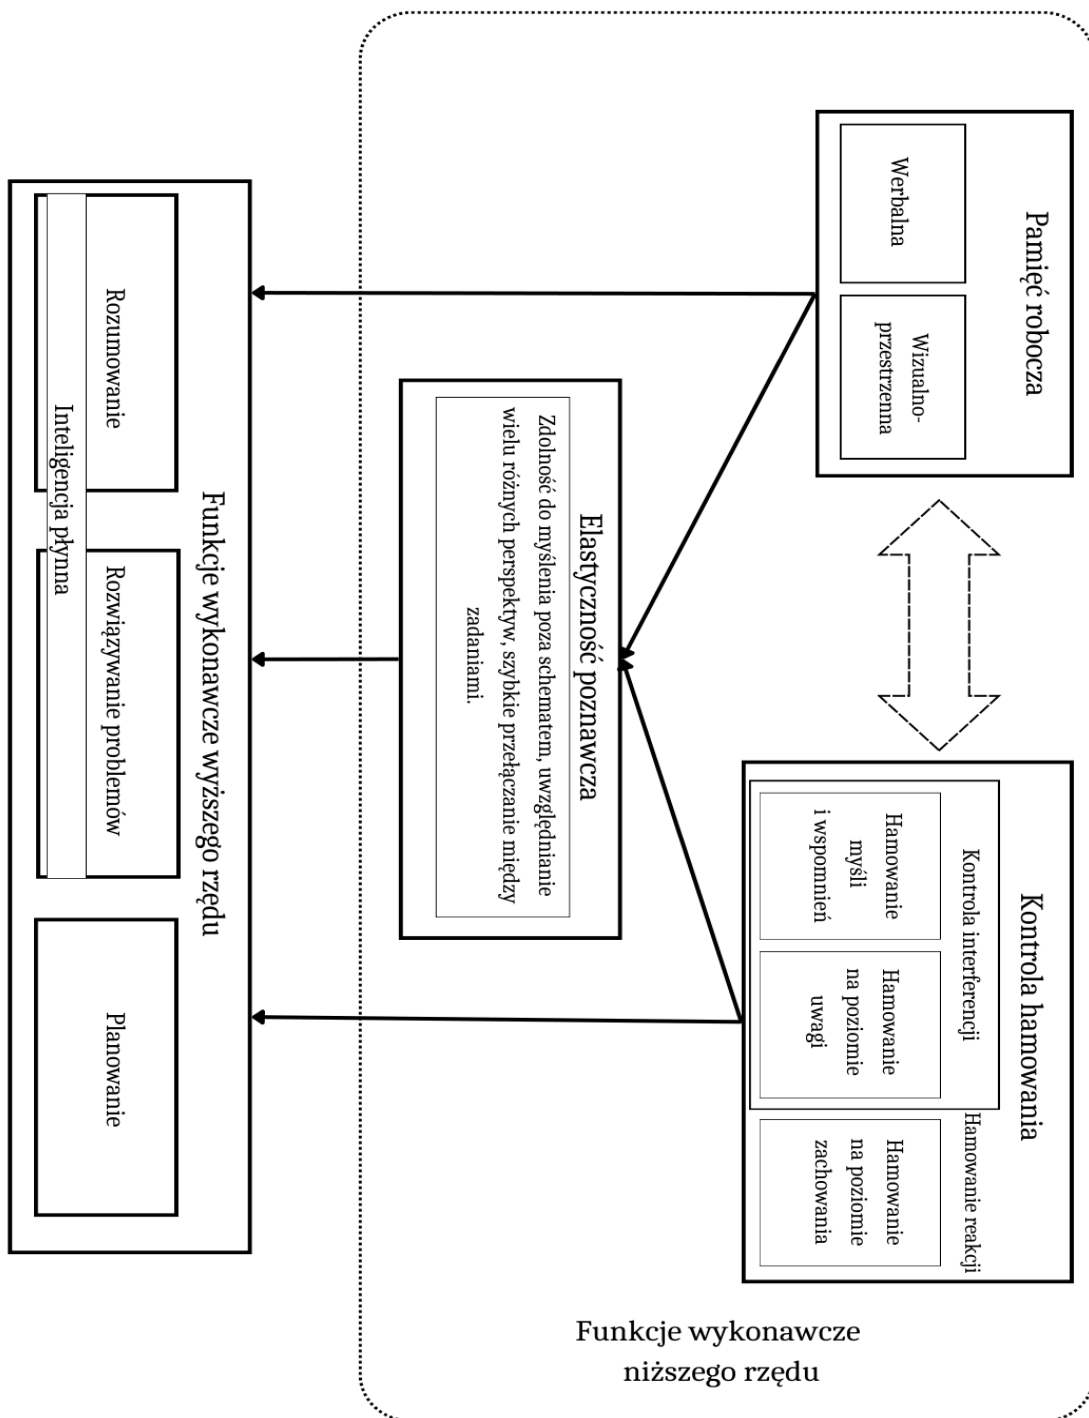 Pamięć robocza
Werbalna
Wizualno-
przestrzenna
Kontrola hamowania
Kontrola interferencji
Hamowanie
myśli
i wspomnień
Hamowanie
na poziomie
uwagi
Hamowanie reakcji
Hamowanie
na poziomie
zachowania
Elastyczność poznawcza
Zdolność do myślenia poza schematem, uwzględnianie
wielu różnych perspektyw, szybkie przełączanie między
zadaniami.
Funkcje wykonawcze
niższego rzędu
Funkcje wykonawcze wyższego rzędu
Rozumowanie
Rozwiązywanie problemów
Planowanie
Inteligencja płynna